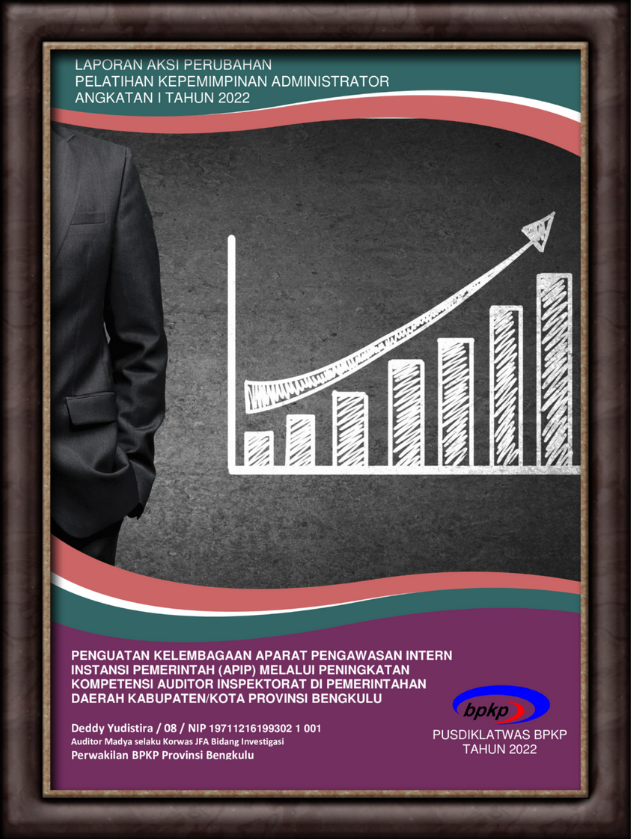 LAPORAN AKSI PERUBAHAN
PELATIHAN KEPEMIMPINAN ADMINISTRATOR
ANGKATAN I TAHUN 2022
PENGUATAN KELEMBAGAAN APARAT PENGAWASAN INTERN
INSTANSI PEMERINTAH (APIP) MELALUI PENINGKATAN
KOMPETENSI AUDITOR INSPEKTORAT DI PEMERINTAHAN
DAERAH KABUPATEN/KOTA PROVINSI BENGKULU
Deddy Yudistira / 08 / NIP 19711216199302 1 001
Auditor Madya selaku Korwas JFA Bidang Investigasi
Perwakilan BPKP Provinsi Bengkulu
bpkp
PUSDIKLATWAS BPKP
TAHUN 2022